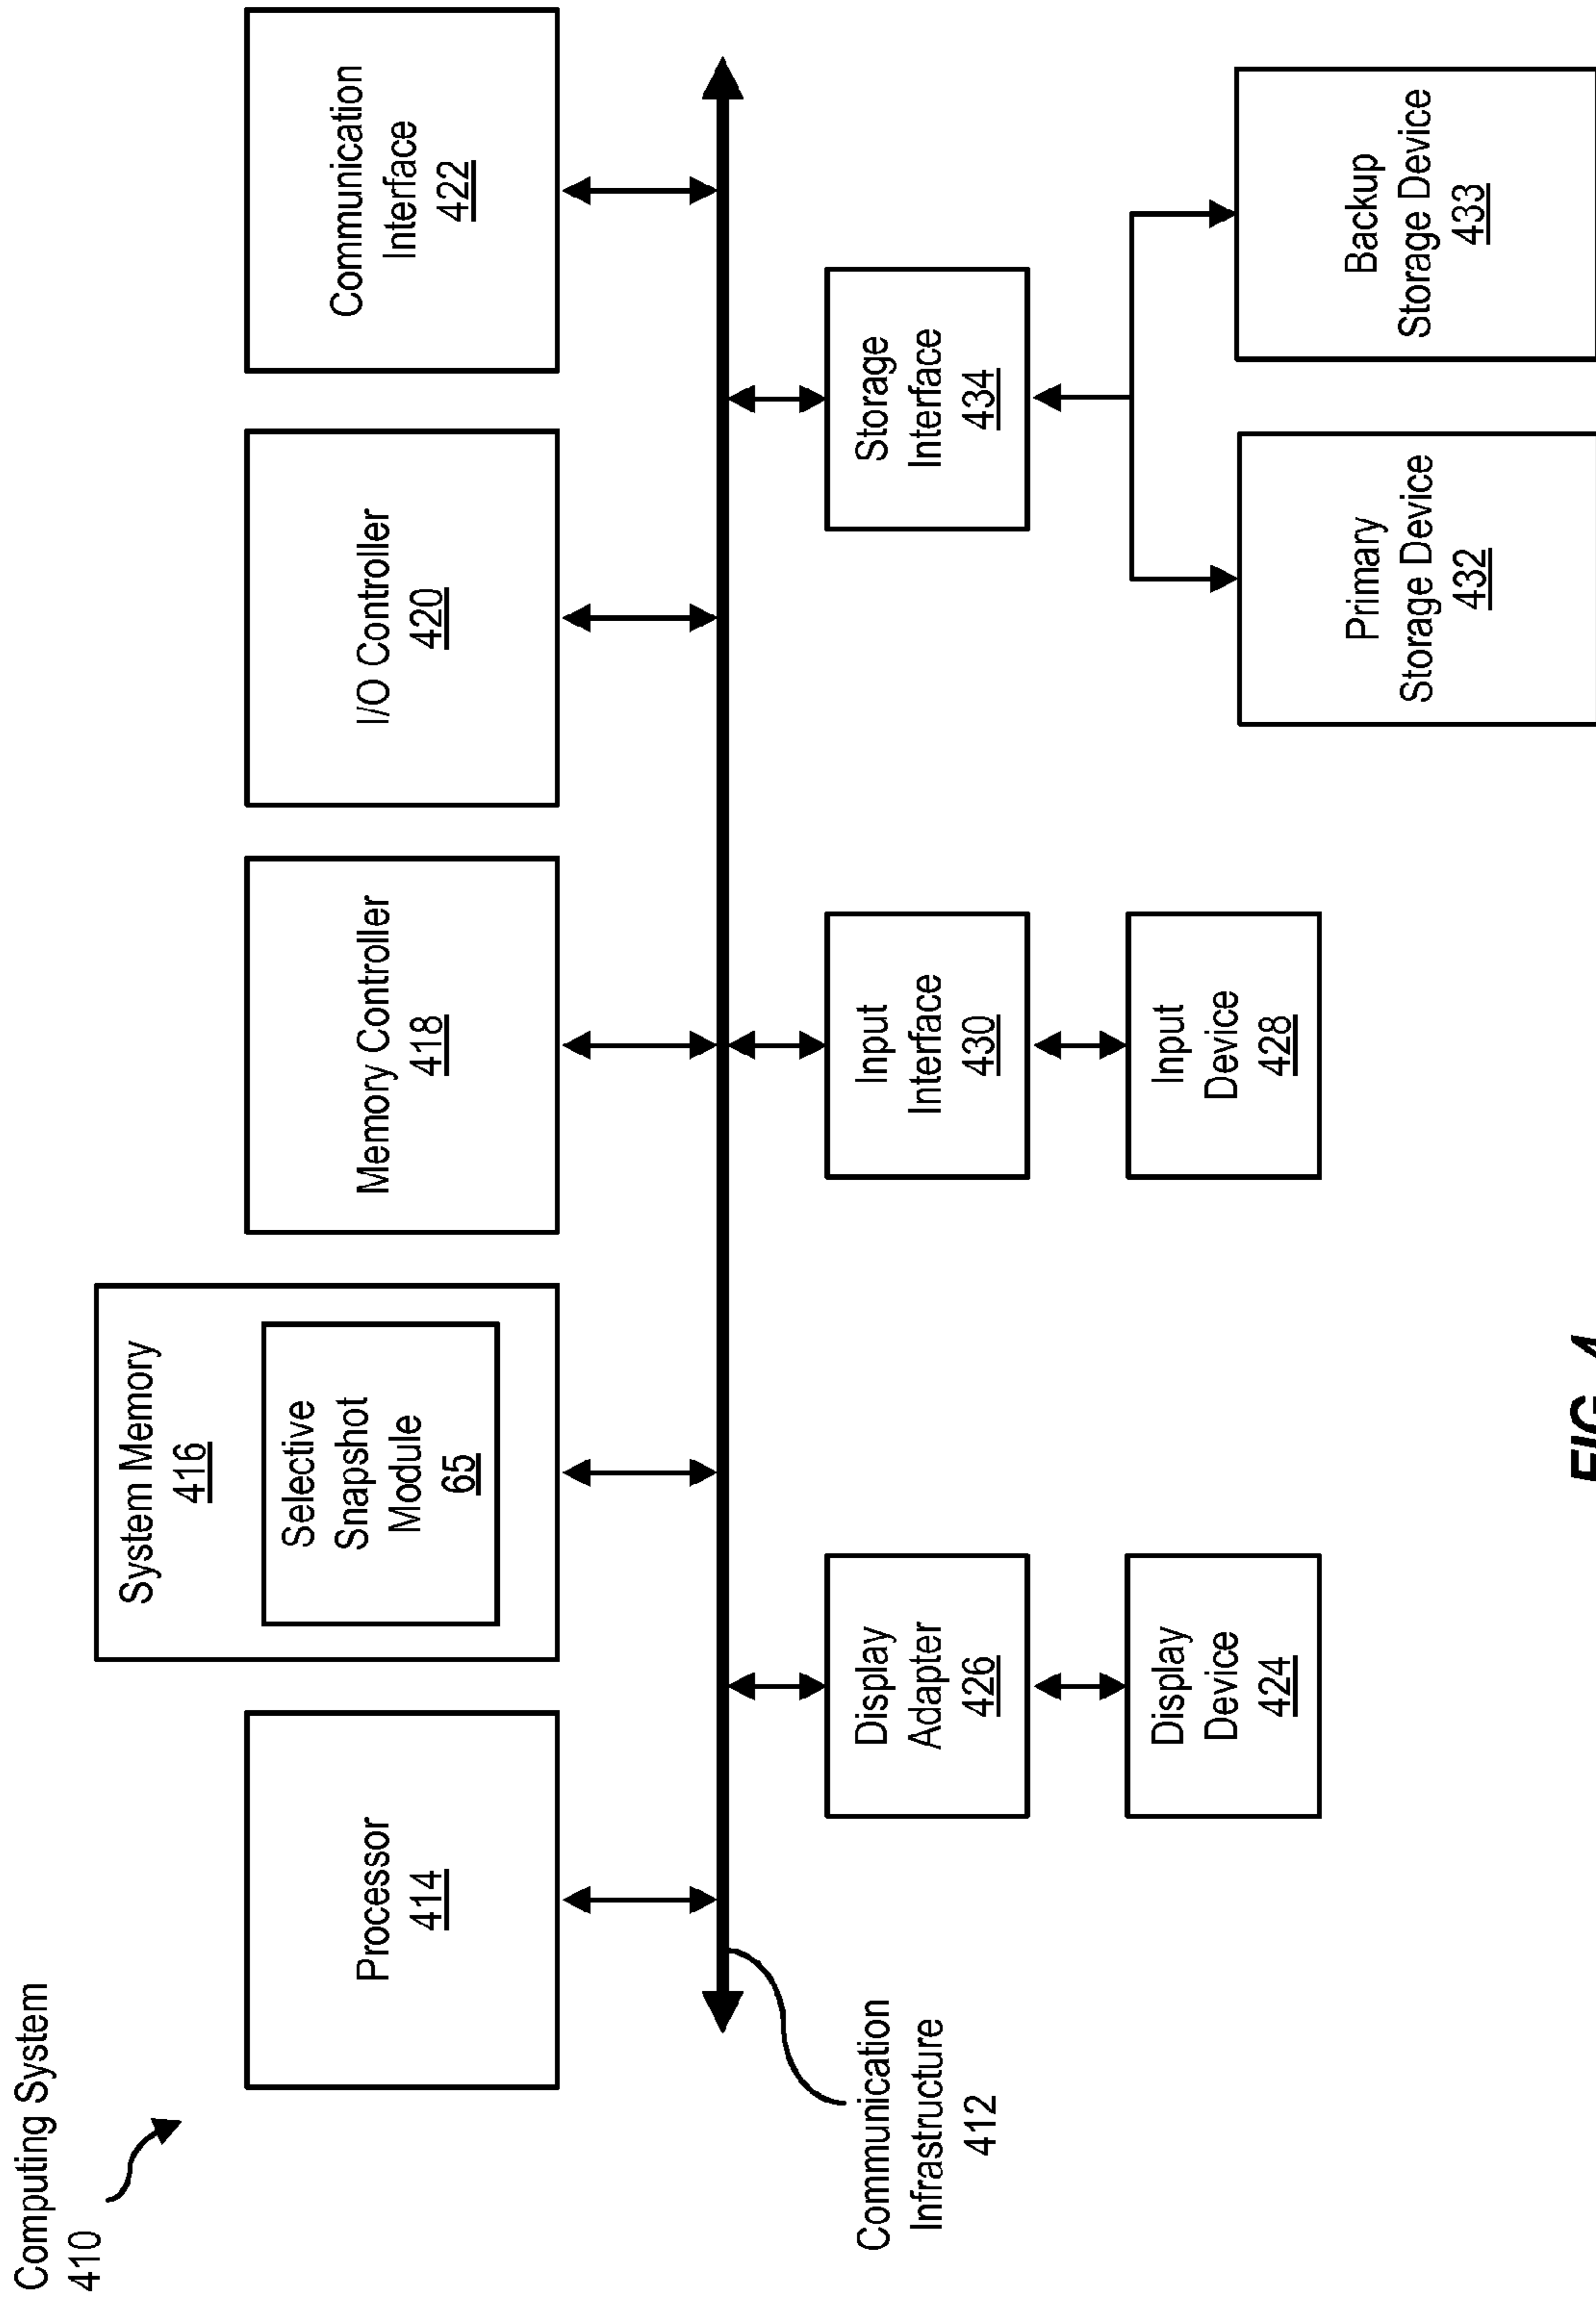 Computing System
410
Processor
414
System Memory
416
Selective
Snapshot
Module
65
Memory Controller
418
I/O Controller
420
Communication
Interface
422
Communication
Infrastructure
412
Display
Adapter
426
Display
Device
424
Input
Interface
430
Input
Device
428
Storage
Interface
434
Primary
Storage Device
432
Backup
Storage Device
433
FIG. 4